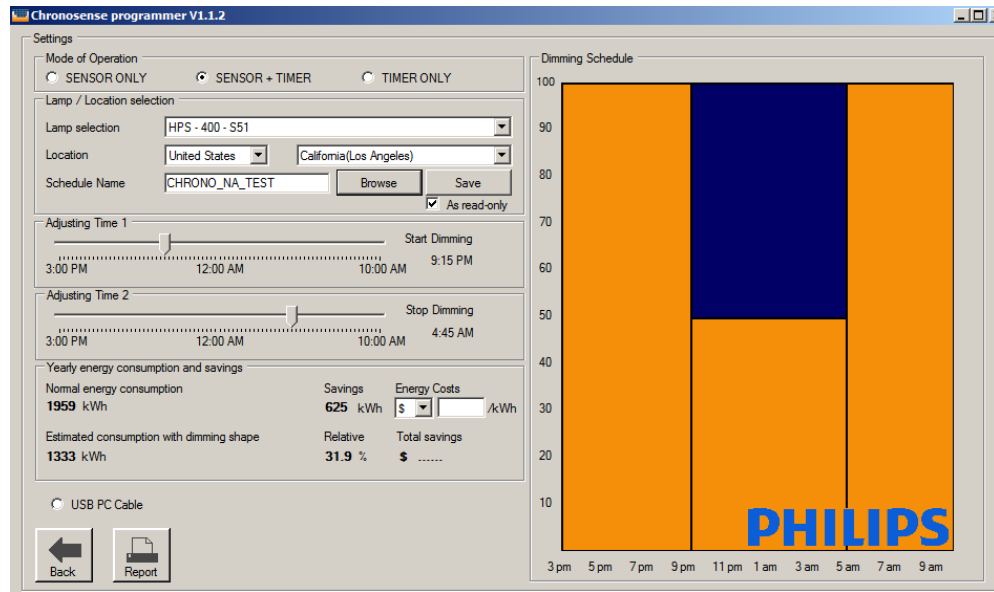 Chronosense programmer V1.1.2
Settings
Mode of Operation
SENSOR ONLY SENSOR + TIMER TIMER ONLY
Lamp / Location selection
Lamp selection HPS - 400 - S51
Location United States California(Los Angeles)
Schedule Name CHRONO_NA_TEST Browse Save
As read-only
Adjusting Time 1
Start Dimming
9:15 PM
3:00 PM 12:00 AM 10:00 AM
Adjusting Time 2
Stop Dimming
4:45 AM
3:00 PM 12:00 AM 10:00 AM
Yearly energy consumption and savings
Normal energy consumption Savings Energy Costs
1959 kWh 625 kWh $ /kWh
Estimated consumption with dimming shape Relative Total savings
1333 kWh 31.9 % $ ......
USB PC Cable
Back Report
Dimming Schedule
100
90
80
70
60
50
40
30
20
10
PHILIPS
3 pm 5 pm 7 pm 9 pm 11 pm 1 am 3 am 5 am 7 am 9 am